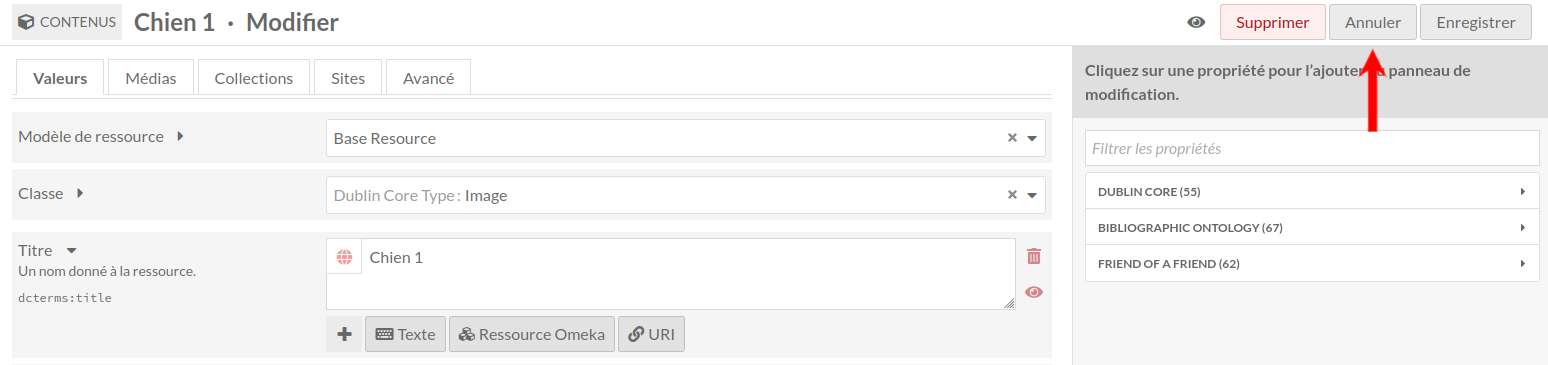 CONTENUS Chien 1 · Modifier
Supprimer Annuler Enregistrer
Valeurs Médias Collections Sites Avancé
Modèle de ressource
Base Resource
Classe
Dublin Core Type : Image
Titre
Un nom donné à la ressource.
dcterms:title
Chien 1
Texte Ressource Omeka URI
Cliquez sur une propriété pour l’ajouter panneau de
modification.
Filtrer les propriétés
DUBLIN CORE (55)
BIBLIOGRAPHIC ONTOLOGY (67)
FRIEND OF A FRIEND (62)